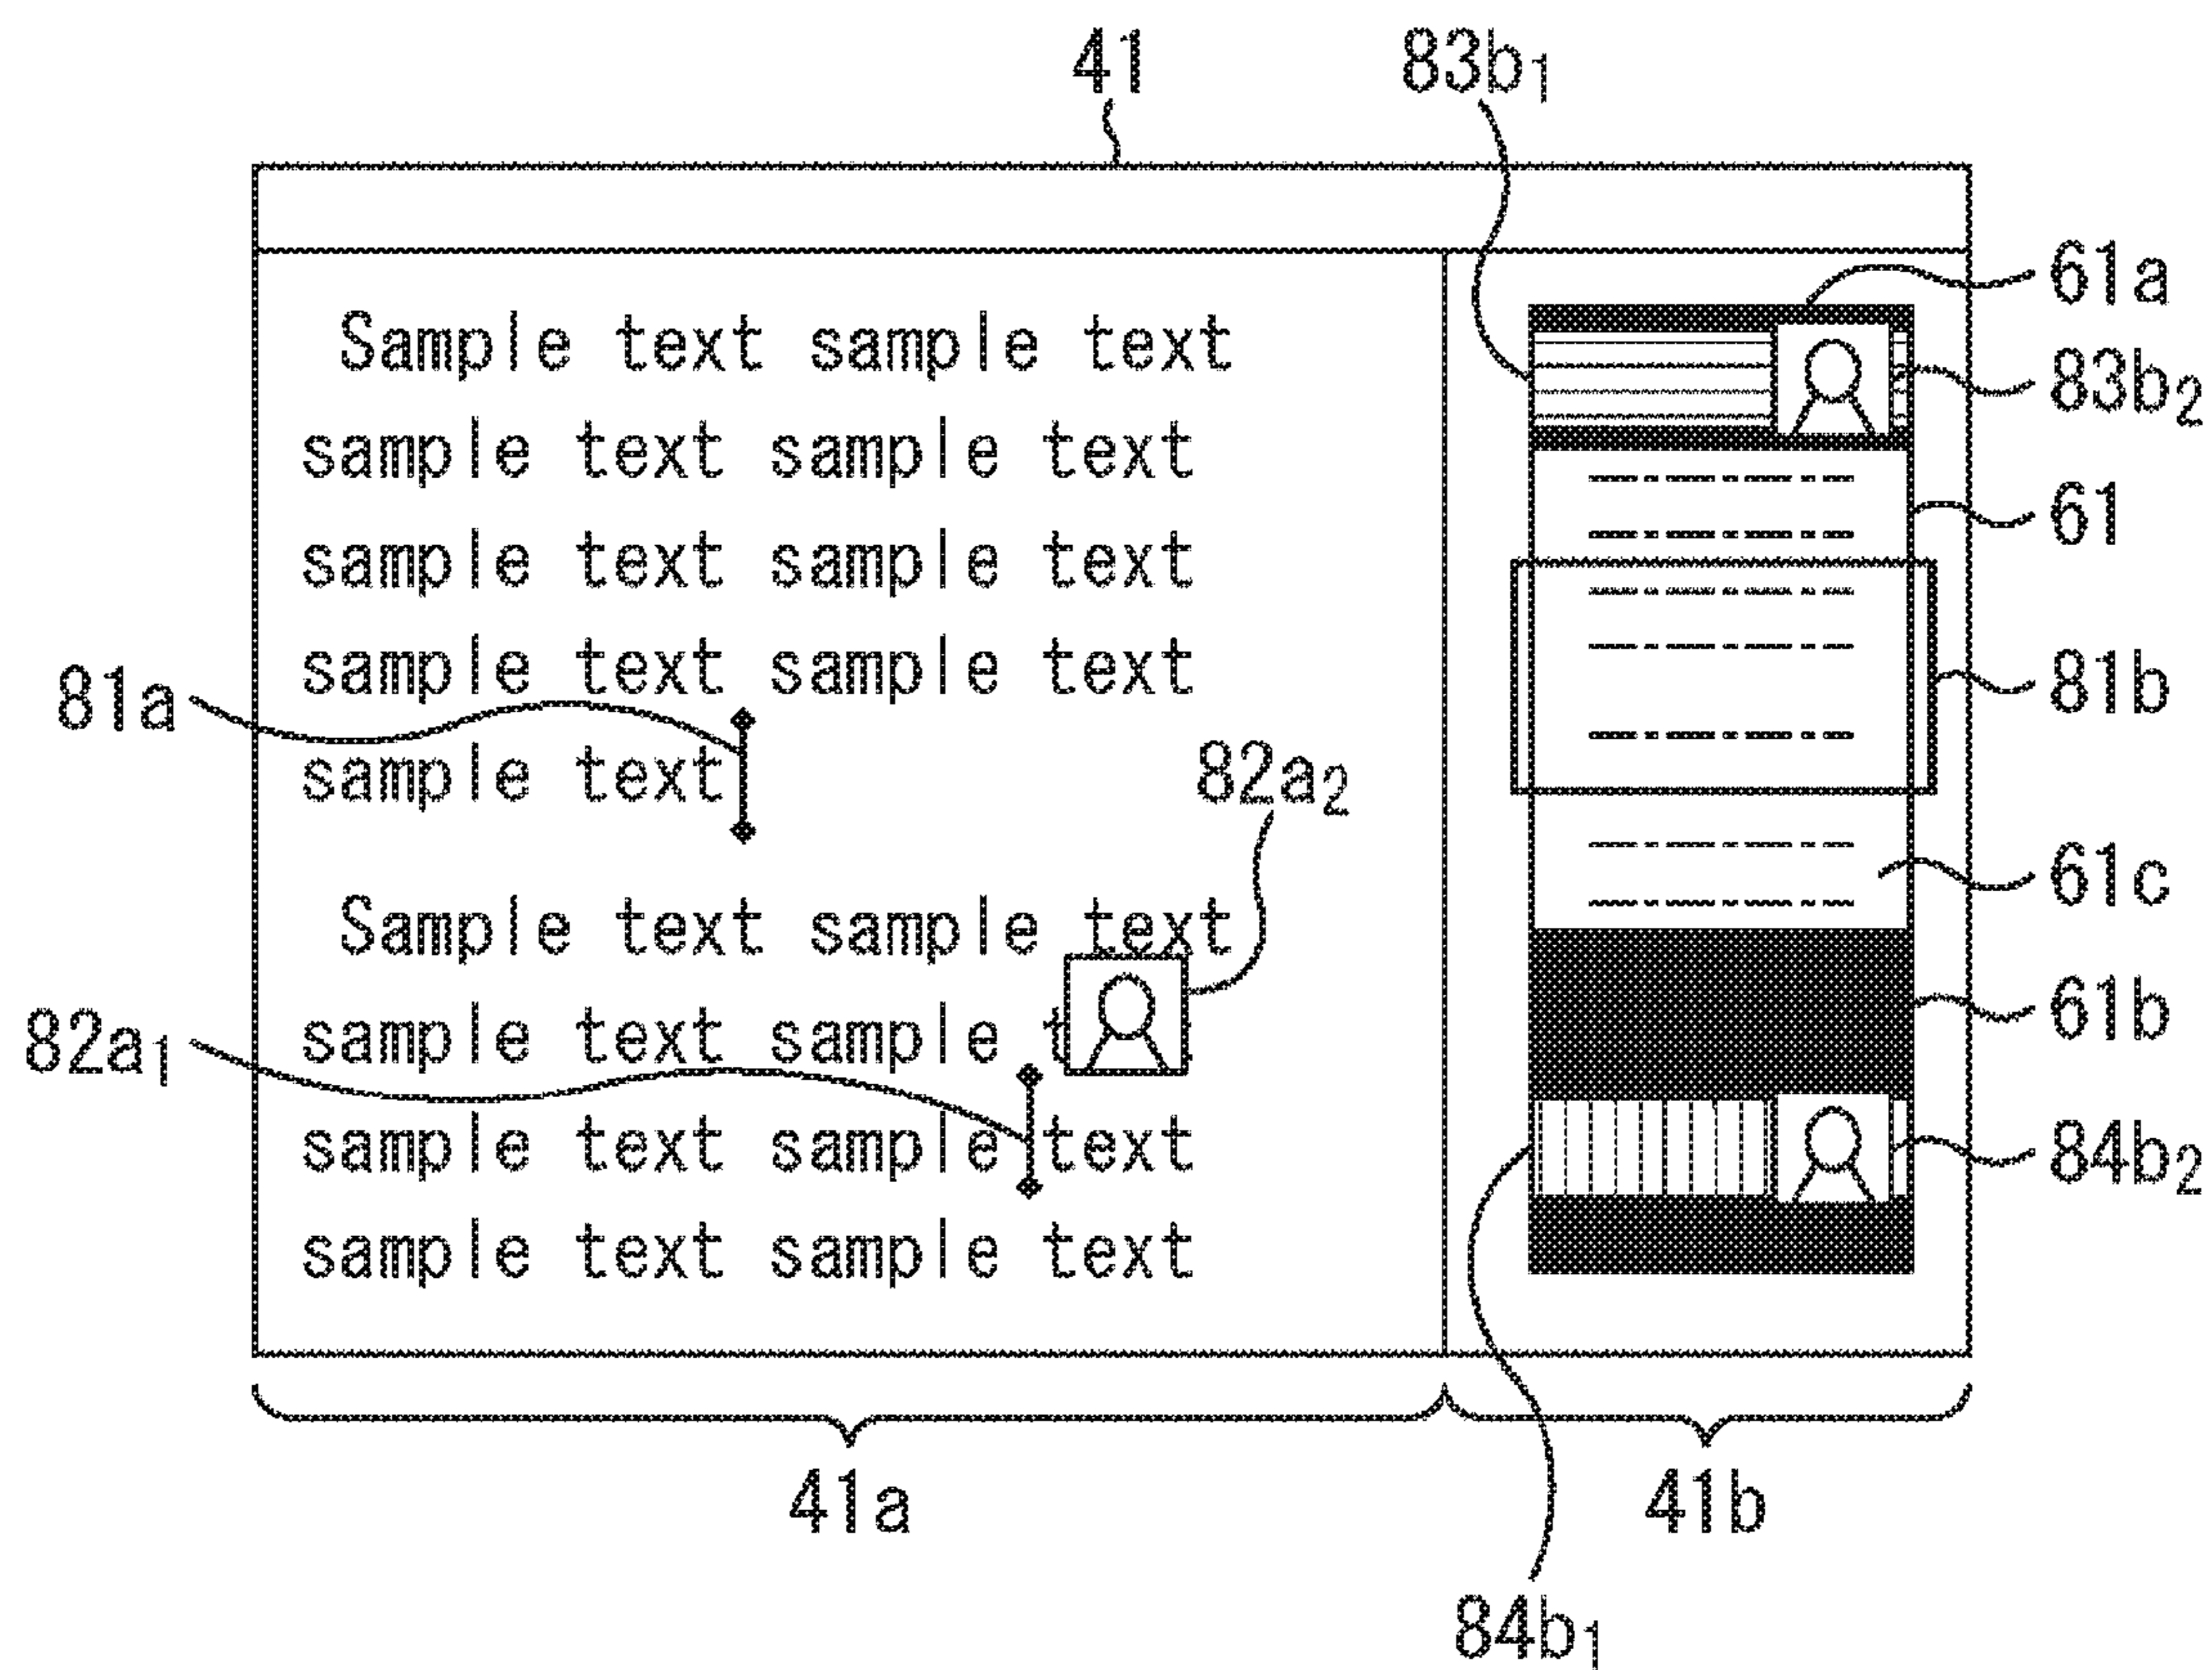 41
83b1
61a
83b2
61
81b
61c
61b
84b2
Sample text sample text
sample text sample text
sample text sample text
sample text sample text
sample text
81a
82a2
Sample text sample text
sample text sample t
sample text sample text
sample text sample text
82a1
41a
41b
84b1